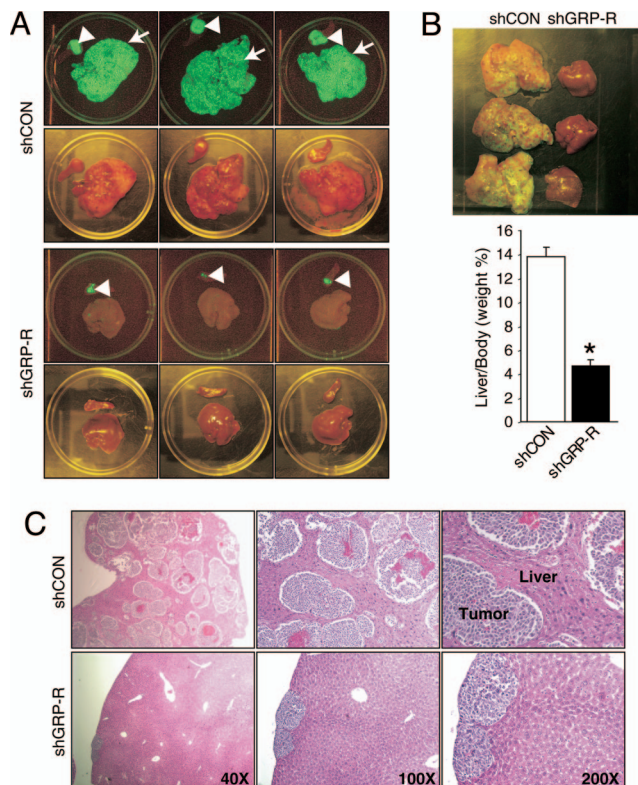 A
shCON
shGRP-R
B
shCON shGRP-R
Liver/Body (weight %)
16
14
12
10
8
6
4
2
0
*
shCON
shGRP-R
C
shCON
Liver
Tumor
shGRP-R
40X
100X
200X